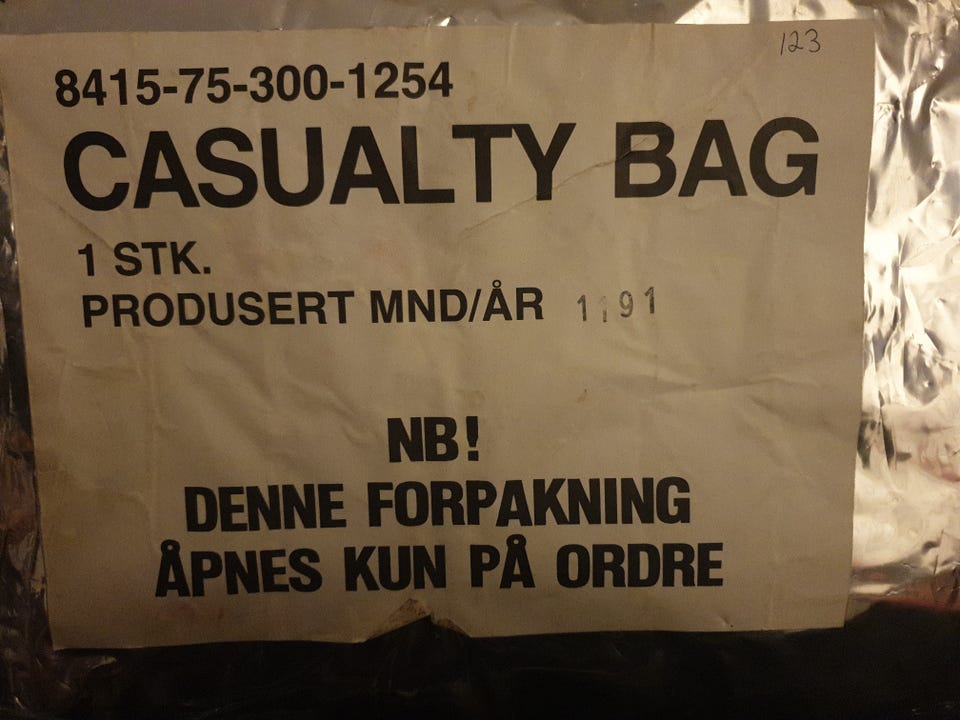 123
8415-75-300-1254
CASUALTY BAG
1 STK.
PRODUSERT MND/ÅR 1191
NB!
DENNE FORPAKNING
ÅPNES KUN PÅ ORDRE